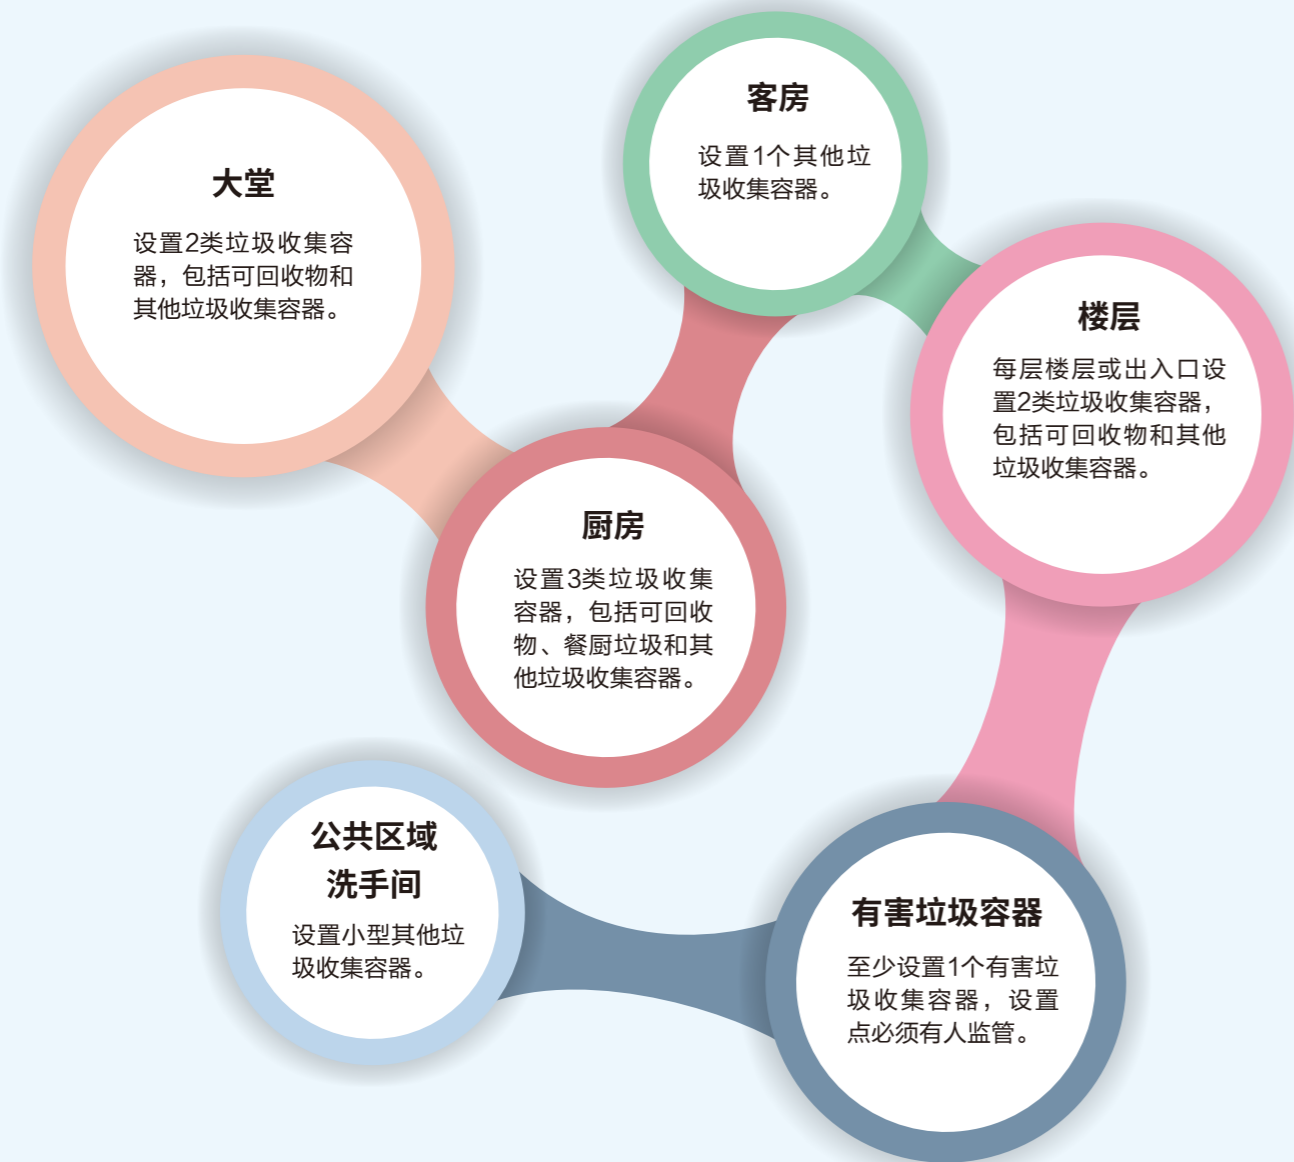 大堂
设置2类垃圾收集容
器，包括可回收物和
其他垃圾收集容器。
厨房
设置3类垃圾收集
容器，包括可回收
物、餐厨垃圾和其
他垃圾收集容器。
客房
设置1个其他垃
圾收集容器。
楼层
每层楼层或出入口设
置2类垃圾收集容器，
包括可回收物和其他
垃圾收集容器。
有害垃圾容器
至少设置1个有害垃
圾收集容器，设置
点必须有人监管。
公共区域
洗手间
设置小型其他垃
圾收集容器。